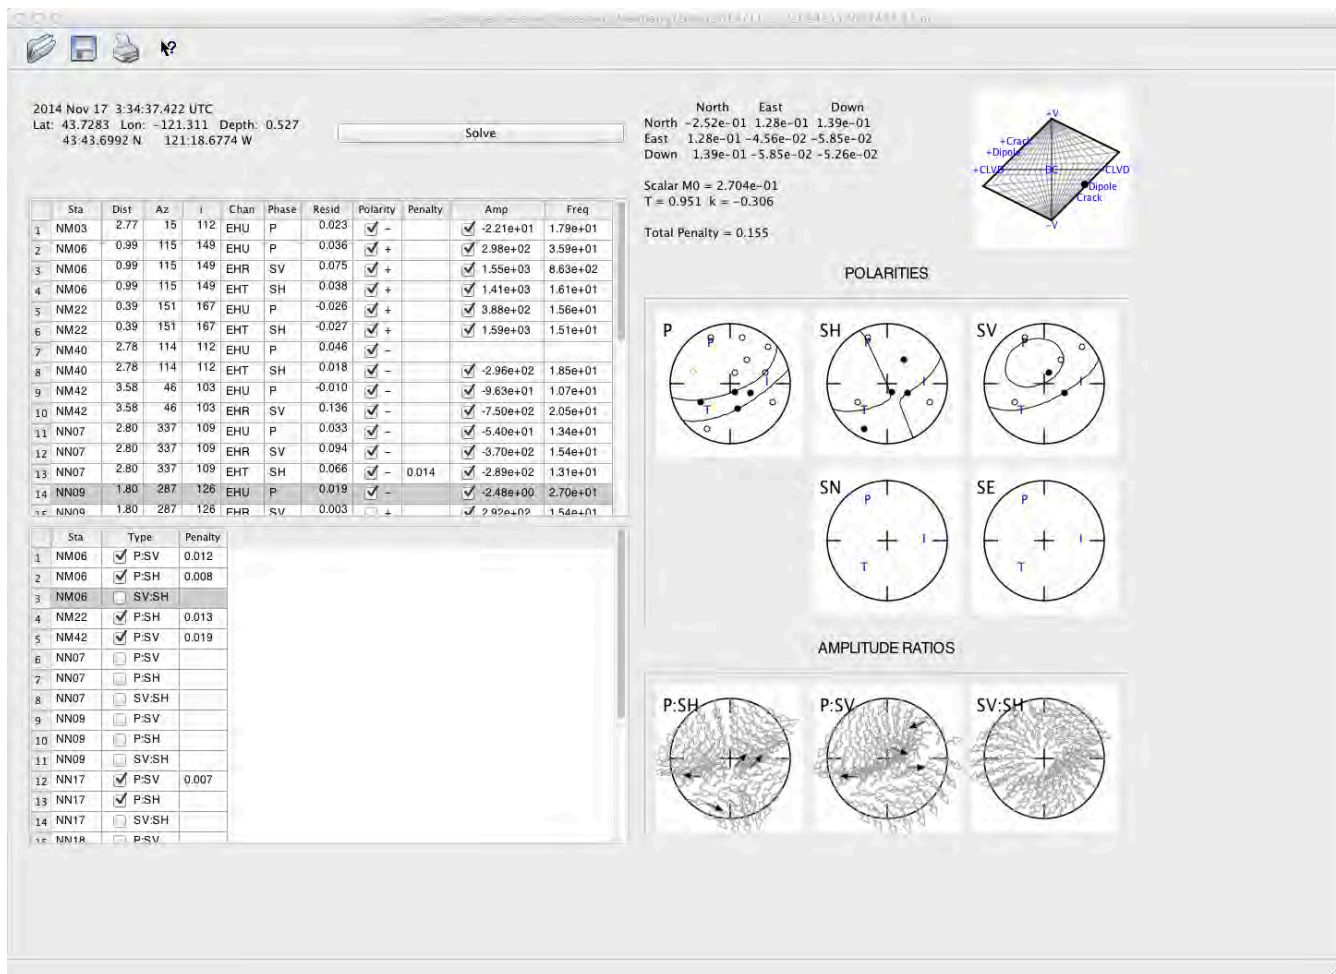 2014 Nov 17 3:34:37.422 UTC
Lat: 43.7283 Lon: -121.311 Depth: 0.527
43:43.6992 N 121:18.6774 W
Solve
Sta Dist Az i Chan Phase Resid Polarity Penalty Amp Freq
1 NM03 2.77 15 112 EHU P 0.023 - -2.21e+01 1.79e+01
2 NM06 0.99 115 149 EHU P 0.036 + 2.98e+02 3.59e+01
3 NM06 0.99 115 149 EHR SV 0.075 + 1.55e+03 8.63e+02
4 NM06 0.99 115 149 EHT SH 0.038 + 1.41e+03 1.61e+01
5 NM22 0.39 151 167 EHU P -0.026 + 3.88e+02 1.56e+01
6 NM22 0.39 151 167 EHT SH -0.027 + 1.59e+03 1.51e+01
7 NM40 2.78 114 112 EHU P 0.046 -
8 NM40 2.78 114 112 EHT SH 0.018 - -2.96e+02 1.85e+01
9 NM42 3.58 46 103 EHU P -0.010 - -9.63e+01 1.07e+01
10 NM42 3.58 46 103 EHR SV 0.136 - -7.50e+02 2.05e+01
11 NN07 2.80 337 109 EHU P 0.033 - -5.40e+01 1.34e+01
12 NN07 2.80 337 109 EHR SV 0.094 - -3.70e+02 1.54e+01
13 NN07 2.80 337 109 EHT SH 0.066 - 0.014 -2.89e+02 1.31e+01
14 NN09 1.80 287 126 EHU P 0.019 - -2.48e+00 2.70e+01
15 NN09 1.80 287 126 EHR SV 0.003 + 2.92e+02 1.54e+01
Sta Type Penalty
1 NM06 P:SV 0.012
2 NM06 P:SH 0.008
3 NM06 SV:SH
4 NM22 P:SH 0.013
5 NM42 P:SV 0.019
6 NN07 P:SV
7 NN07 P:SH
8 NN07 SV:SH
9 NN09 P:SV
10 NN09 P:SH
11 NN09 SV:SH
12 NN17 P:SV 0.007
13 NN17 P:SH
14 NN17 SV:SH
15 NN18 P:SV
North East Down
North -2.52e-01 1.28e-01 1.39e-01
East 1.28e-01 -4.56e-02 -5.85e-02
Down 1.39e-01 -5.85e-02 -5.26e-02
Scalar M0 = 2.704e-01
T = 0.951 k = -0.306
Total Penalty = 0.155
+V
+Crack
+Dipole
+CLVD DC -CLVD
Dipole
Crack
-V
POLARITIES
P SH SV
P P P
I I I
T T T
SN SE
P P
I I
T T
AMPLITUDE RATIOS
P:SH P:SV SV:SH